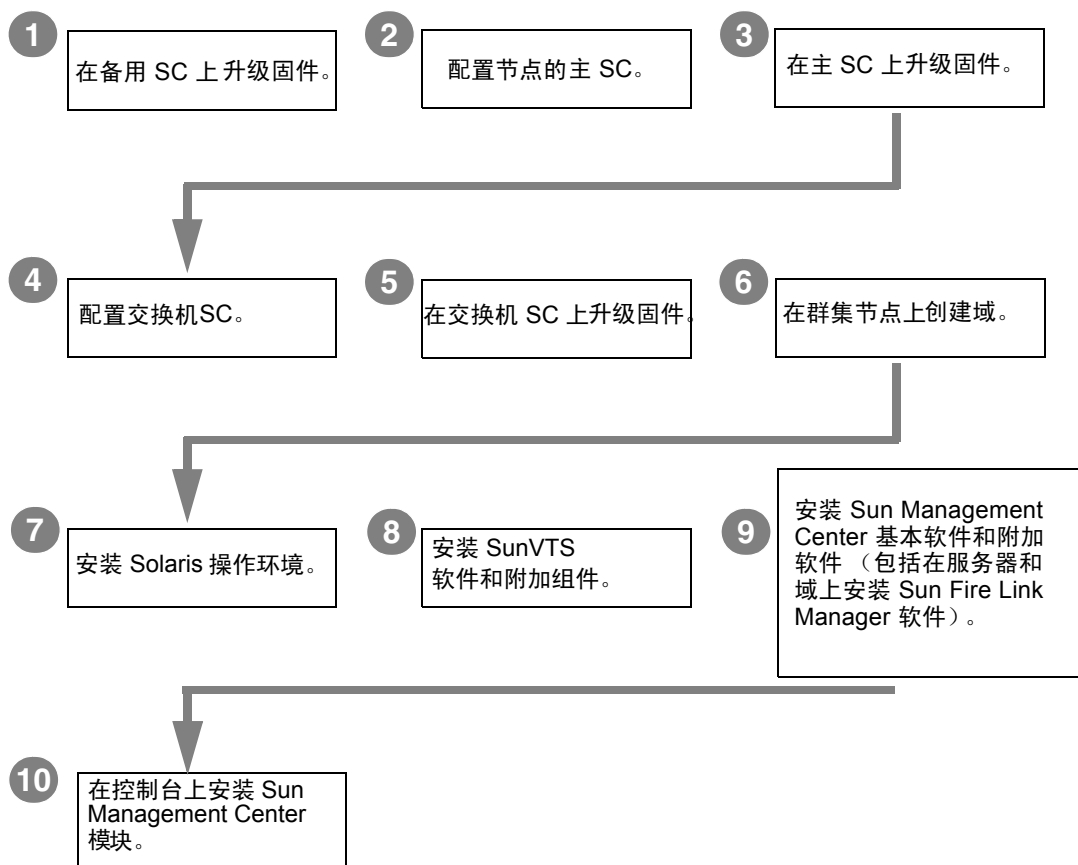 1
在备用 SC 上升级固件。
2
配置节点的主 SC。
3
在主 SC 上升级固件。
4
配置交换机SC。
5
在交换机 SC 上升级固件。
6
在群集节点上创建域。
7
安装 Solaris 操作环境。
8
安装 SunVTS
软件和附加组件。
9
安装 Sun Management
Center 基本软件和附加
软件 （包括在服务器和
域上安装 Sun Fire Link
Manager 软件）。
10
在控制台上安装 Sun
Management Center
模块。